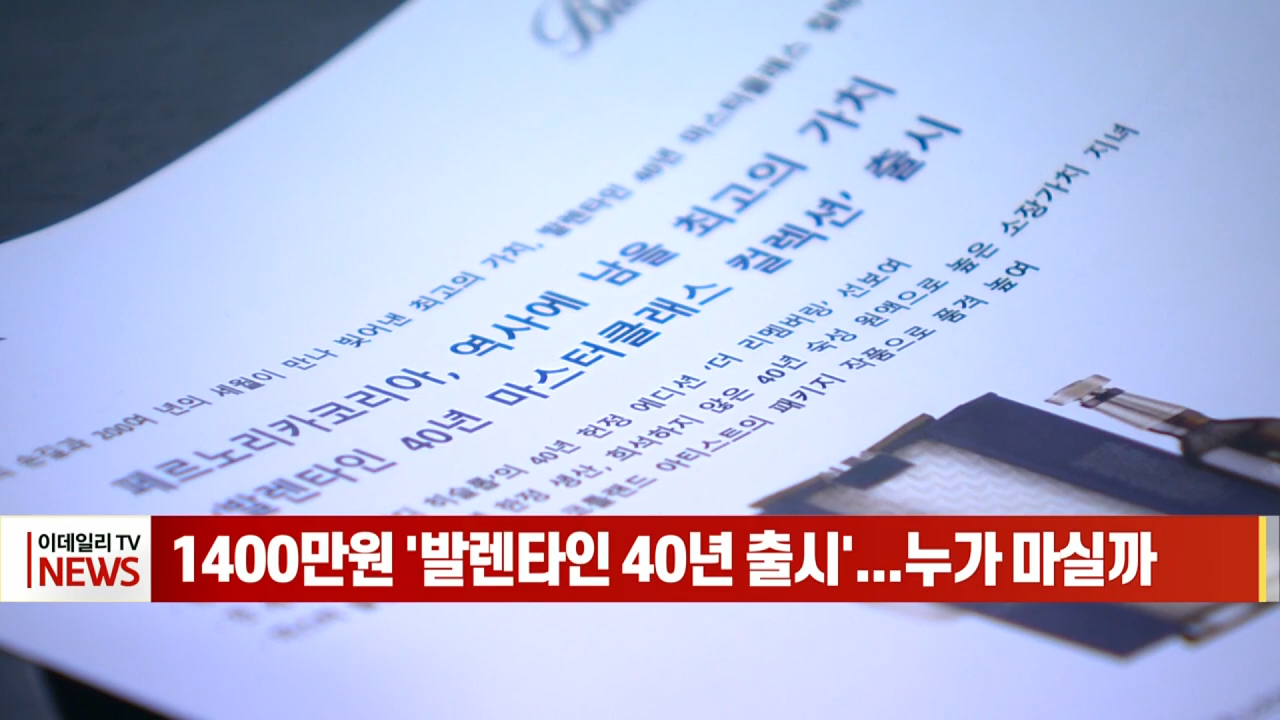 손길과 200여 년의 세월이 만나 빚어낸 최고의 가치, 발렌타인 40년 마스터클래스
페르노리카코리아, 역사에 남을 최고의 가치
'발렌타인 40년 마스터클래스 컬렉션' 출시
히슬롭'의 40년 헌정 에디션 '더 리멤버링' 선보여
한정 생산, 희석하지 않은 40년 숙성 원액으로 높은 소장가치 지녀
아티스트의 패키지 작품으로 품격 높여
이데일리 TV
NEWS
1400만원 '발렌타인 40년 출시'...누가 마실까